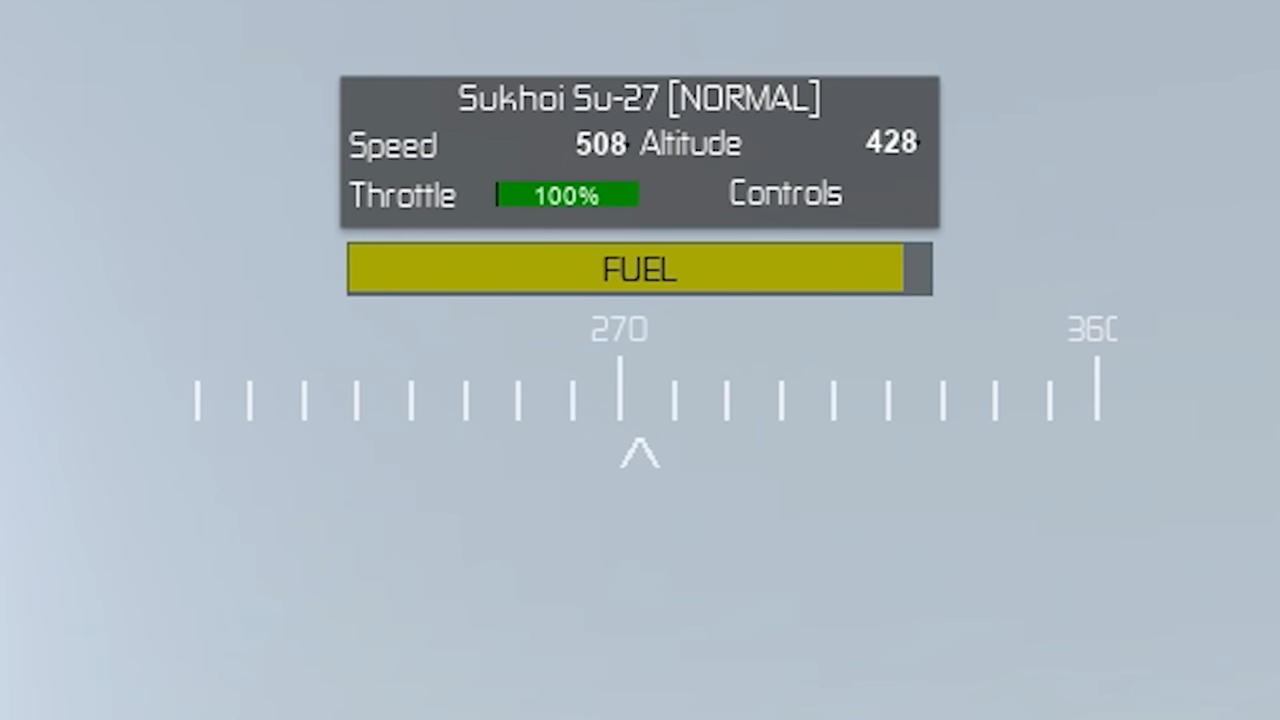 Sukhoi Su-27 [NORMAL]
Speed 508 Altitude 428
Throttle 100% Controls
FUEL
270 360